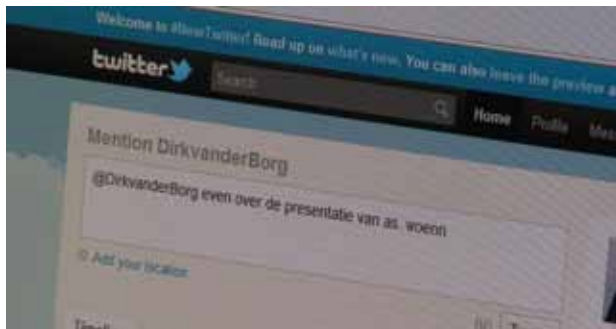 Welcome to #NewTwitter! Read up on what's new. You can also leave the preview
twitter
Search
Home Profile
Mention DirkvanderBorg
@DirkvanderBorg even over de presentatie van as. woenn
Add your location